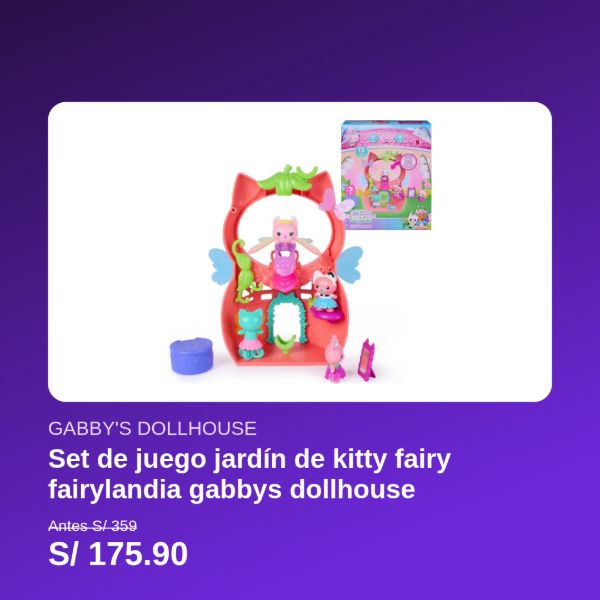 GABBY'S DOLLHOUSE
Set de juego jardín de kitty fairy
fairylandia gabbys dollhouse
Antes S/ 359
S/ 175.90